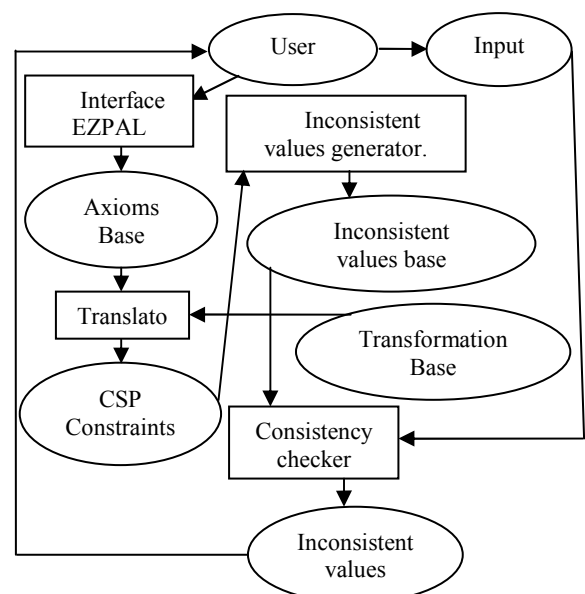 User
Input
Interface
EZPAL
Inconsistent
values generator.
Axioms
Base
Inconsistent
values base
Translato
Transformation
Base
CSP
Constraints
Consistency
checker
Inconsistent
values